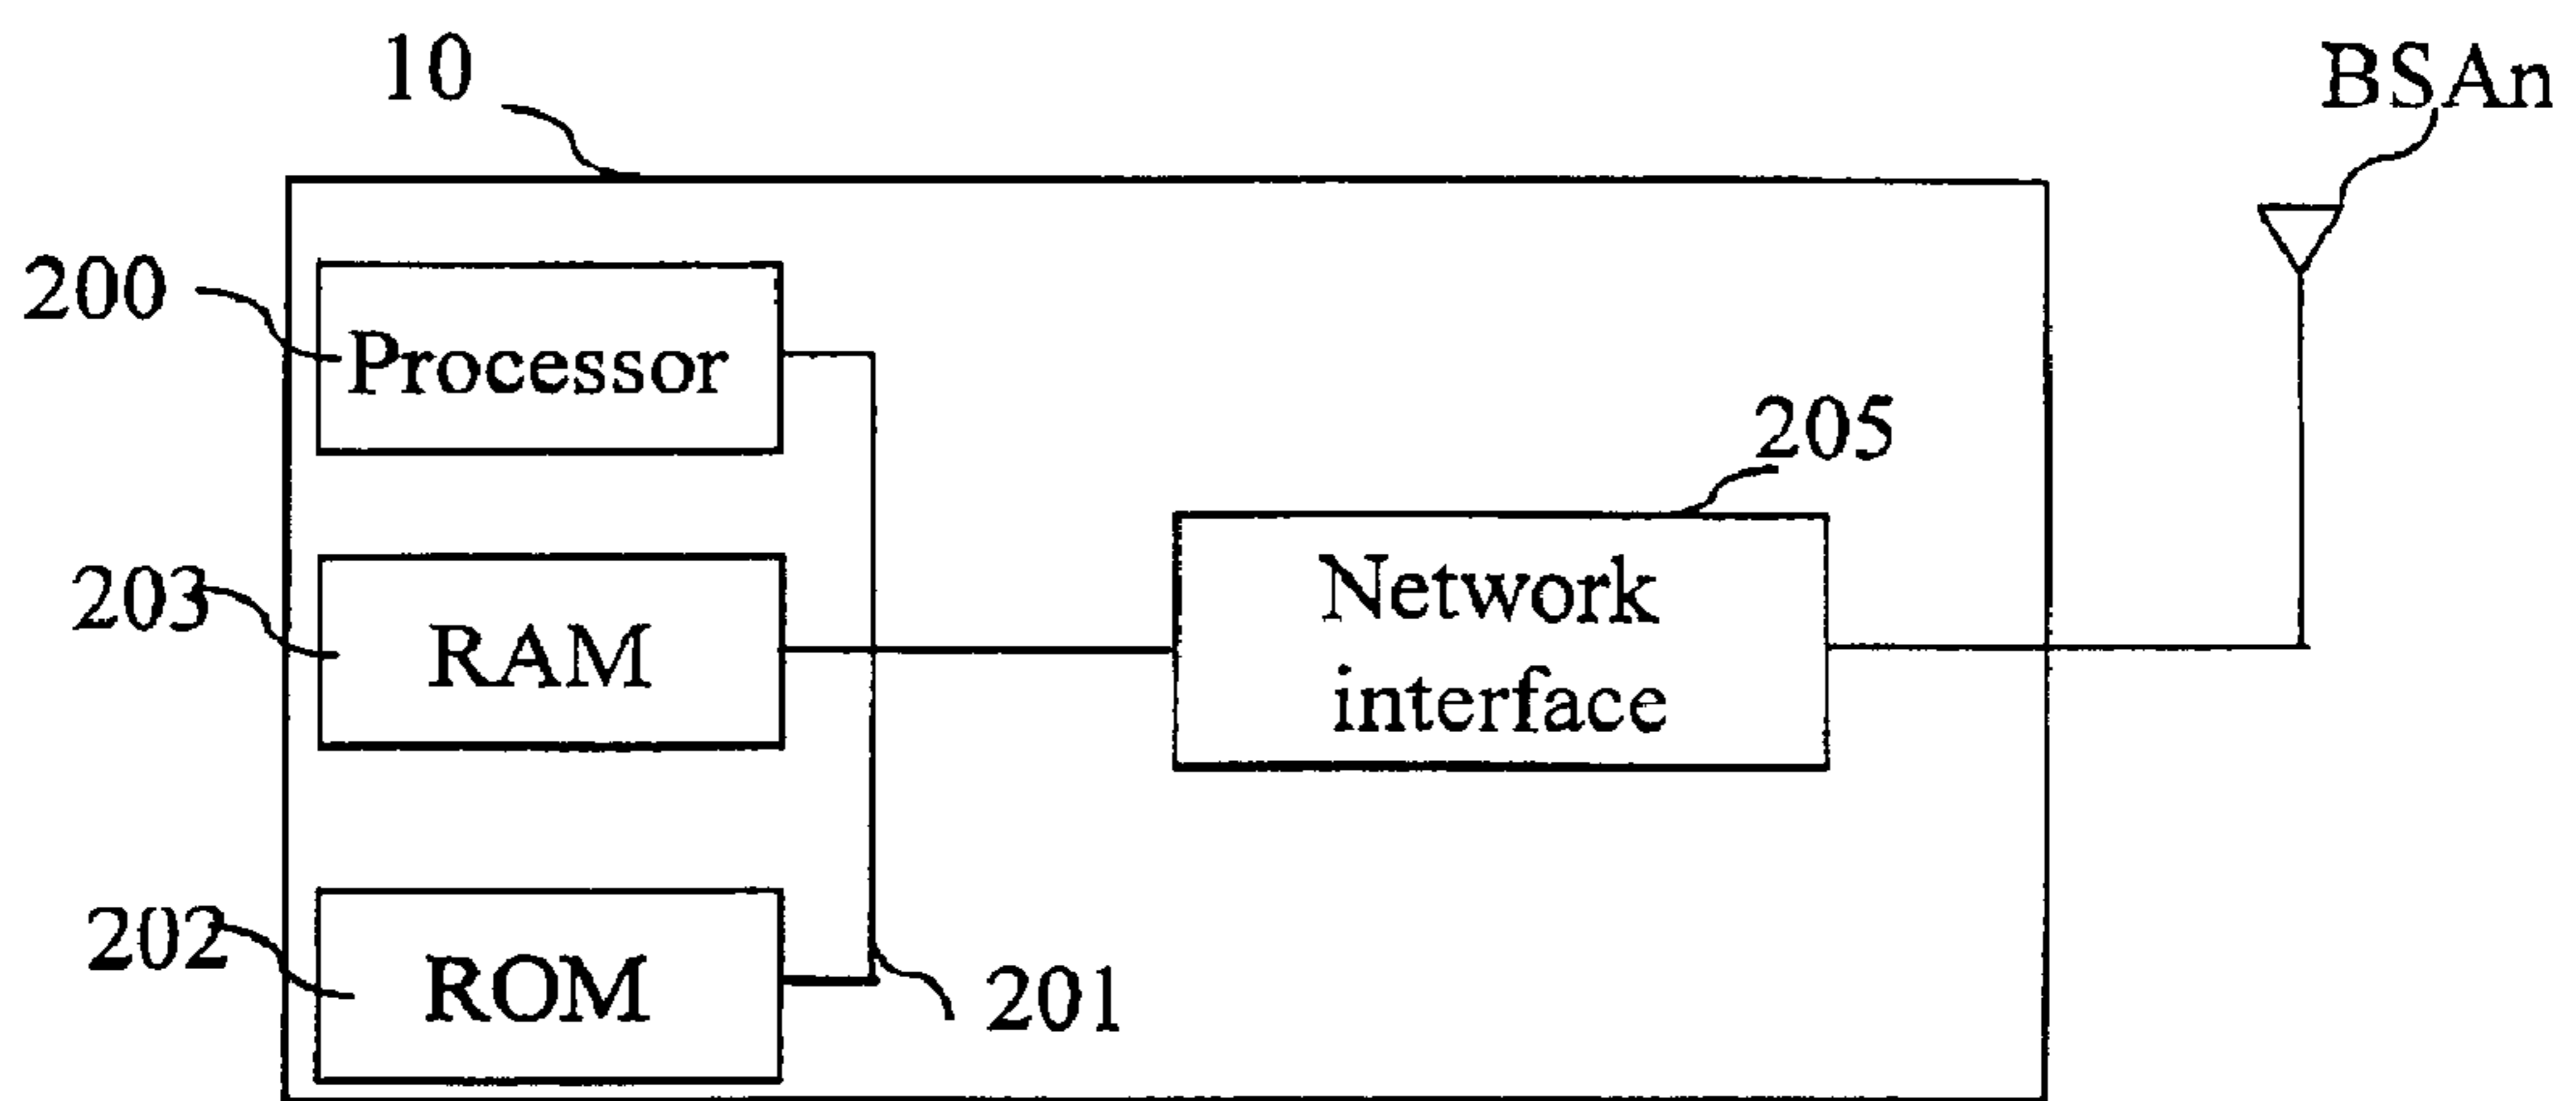 10
BSAn
200
Processor
205
203
RAM
Network
interface
202
ROM
201